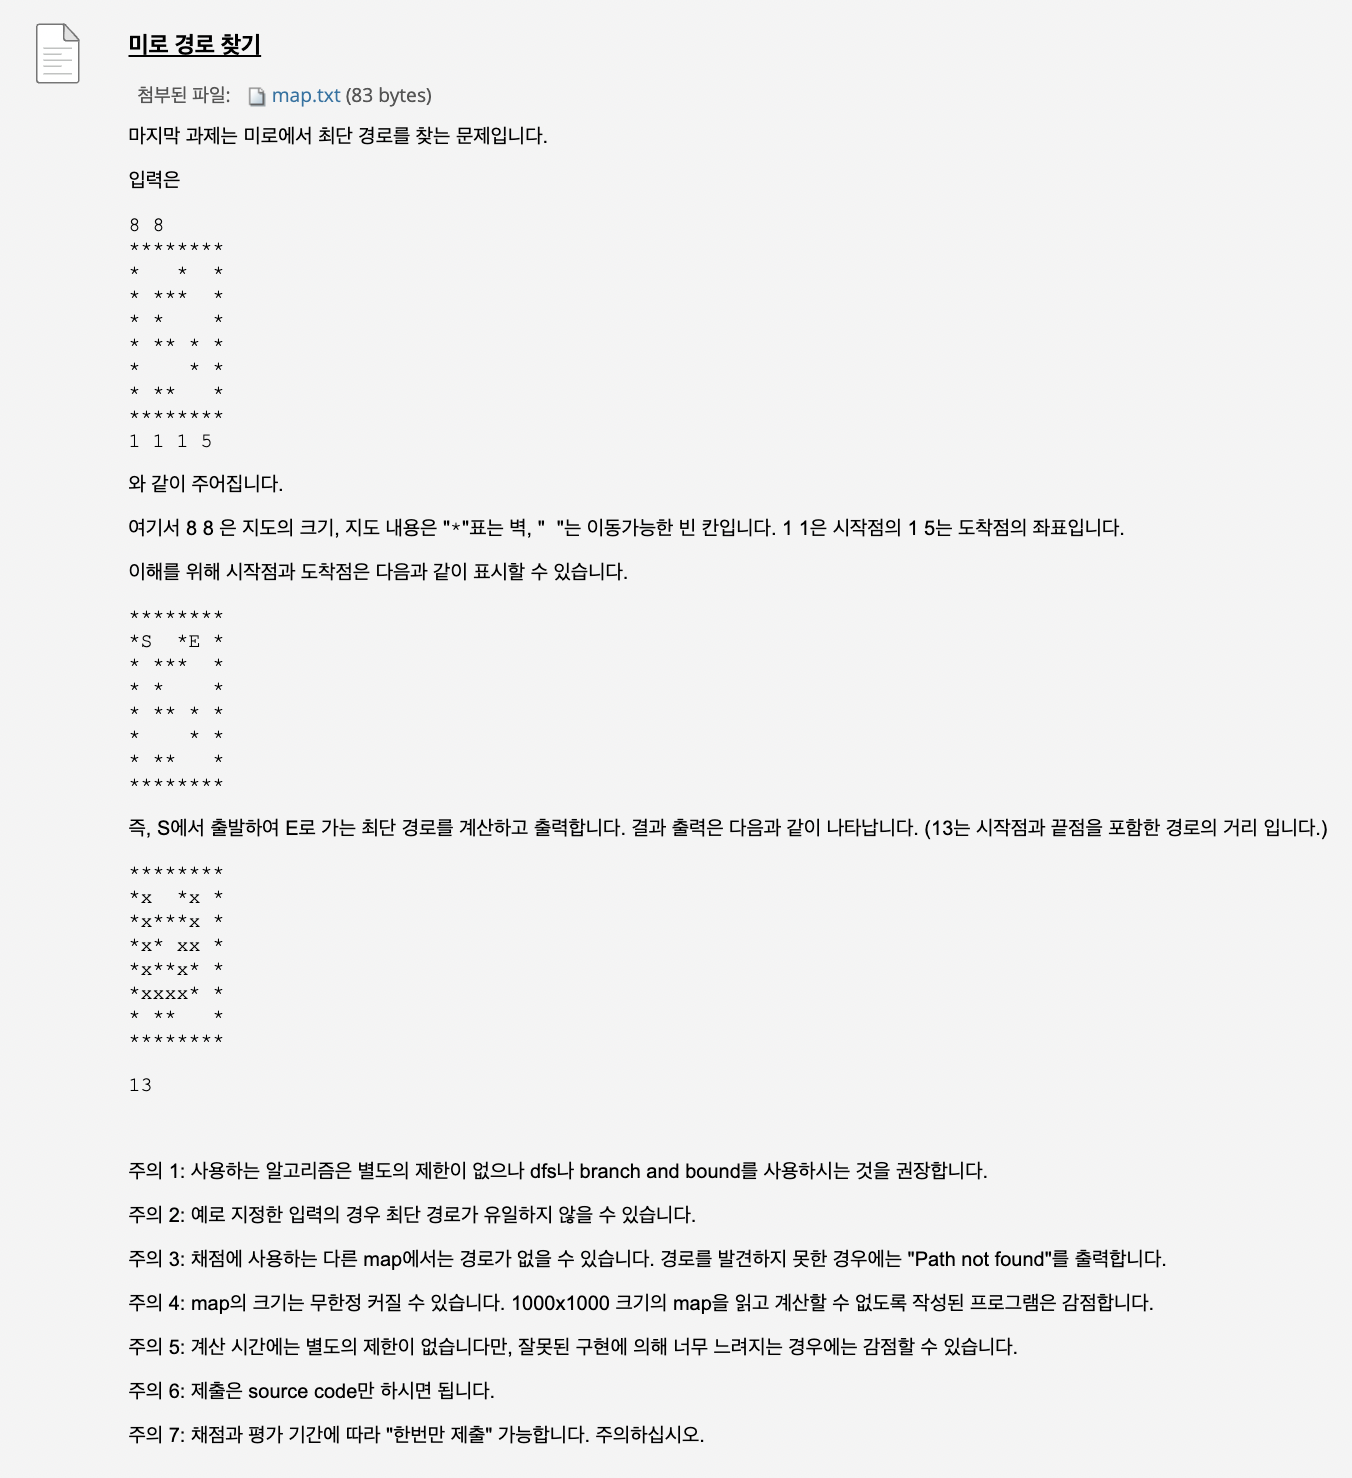 미로 경로 찾기
첨부된 파일: map.txt (83 bytes)
마지막 과제는 미로에서 최단 경로를 찾는 문제입니다.
입력은
8 8
********
*   *  *
* ***  *
* *    *
* ** * *
*    * *
* **   *
********
1 1 1 5
와 같이 주어집니다.
여기서 8 8 은 지도의 크기, 지도 내용은 "*"표는 벽, "  "는 이동가능한 빈 칸입니다. 1 1은 시작점의 1 5는 도착점의 좌표입니다.
이해를 위해 시작점과 도착점은 다음과 같이 표시할 수 있습니다.
********
*S  *E *
* ***  *
* *    *
* ** * *
*    * *
* **   *
********
즉, S에서 출발하여 E로 가는 최단 경로를 계산하고 출력합니다. 결과 출력은 다음과 같이 나타납니다. (13는 시작점과 끝점을 포함한 경로의 거리 입니다.)
********
*x  *x *
*x***x *
*x* xx *
*x**x* *
*xxxx* *
* **   *
********
13
주의 1: 사용하는 알고리즘은 별도의 제한이 없으나 dfs나 branch and bound를 사용하시는 것을 권장합니다.
주의 2: 예로 지정한 입력의 경우 최단 경로가 유일하지 않을 수 있습니다.
주의 3: 채점에 사용하는 다른 map에서는 경로가 없을 수 있습니다. 경로를 발견하지 못한 경우에는 "Path not found"를 출력합니다.
주의 4: map의 크기는 무한정 커질 수 있습니다. 1000x1000 크기의 map을 읽고 계산할 수 없도록 작성된 프로그램은 감점합니다.
주의 5: 계산 시간에는 별도의 제한이 없습니다만, 잘못된 구현에 의해 너무 느려지는 경우에는 감점할 수 있습니다.
주의 6: 제출은 source code만 하시면 됩니다.
주의 7: 채점과 평가 기간에 따라 "한번만 제출" 가능합니다. 주의하십시오.